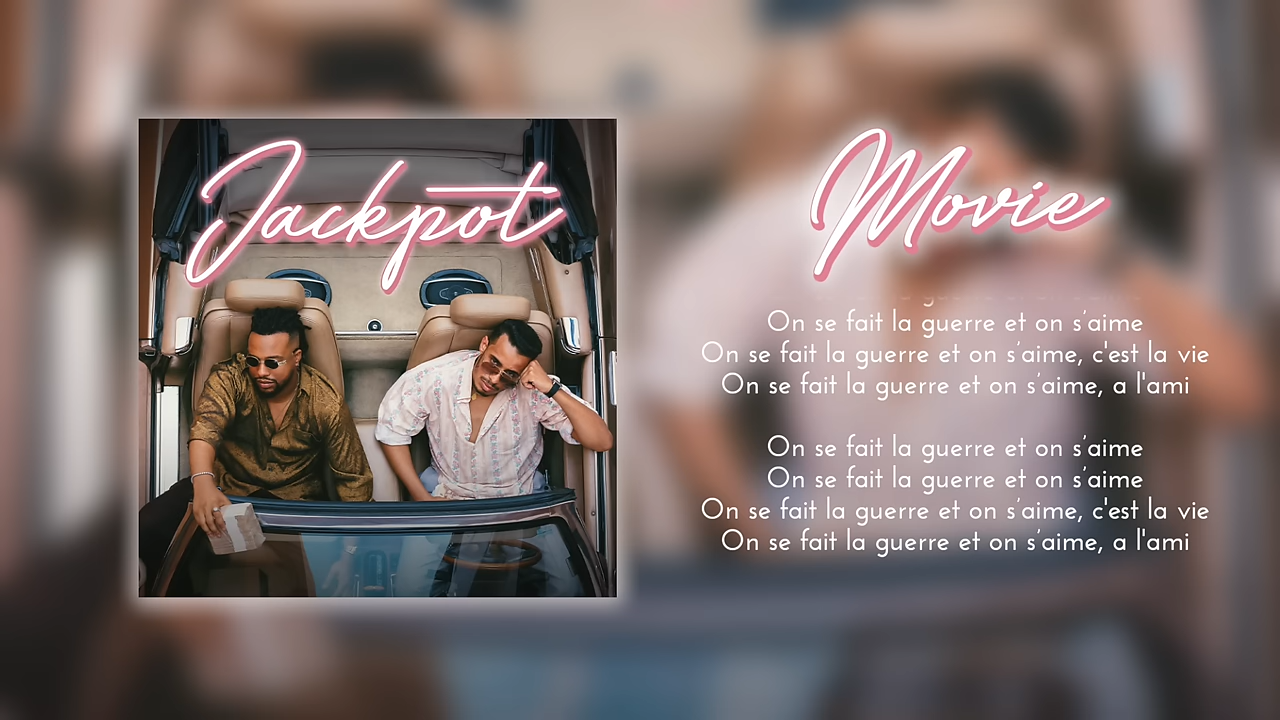 Jackpot
Movie
On se fait la guerre et on s'aime
On se fait la guerre et on s'aime, c'est la vie
On se fait la guerre et on s'aime, a l'ami
On se fait la guerre et on s'aime
On se fait la guerre et on s'aime
On se fait la guerre et on s'aime, c'est la vie
On se fait la guerre et on s'aime, a l'ami